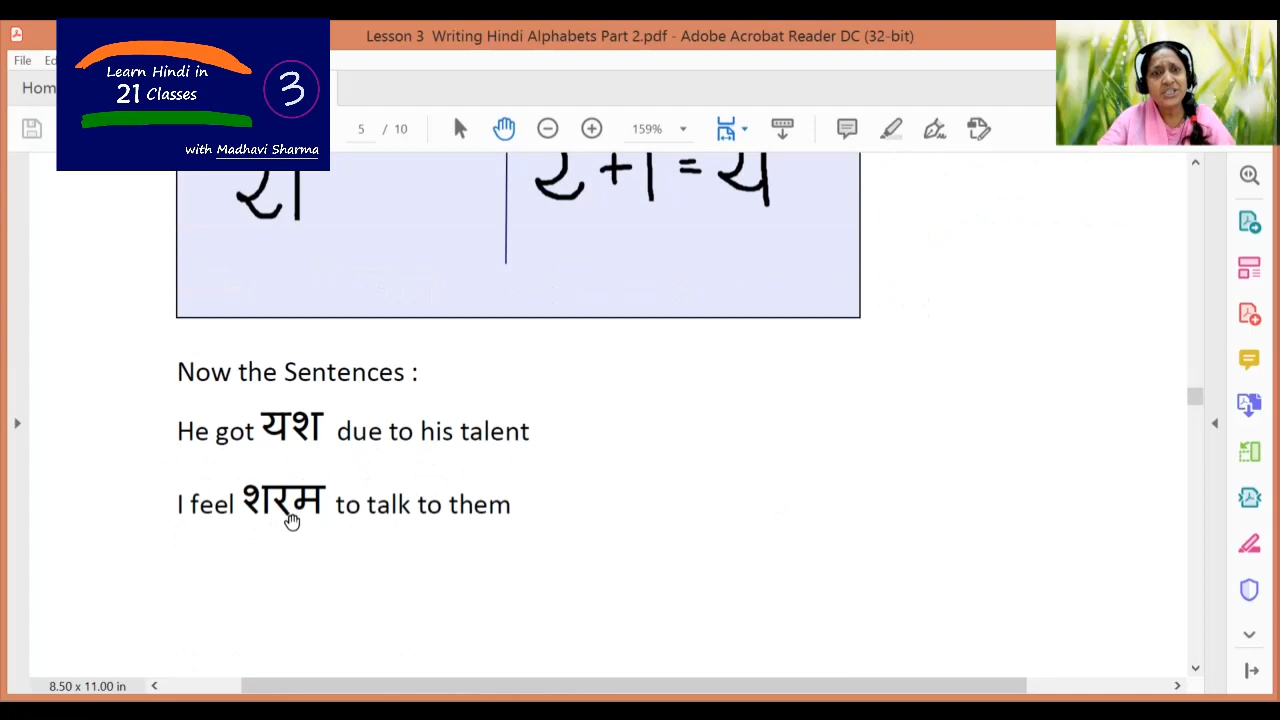 Lesson 3 Writing Hindi Alphabets Part 2.pdf - Adobe Acrobat Reader DC (32-bit)
Learn Hindi in
21 Classes
3
with Madhavi Sharma
File
5 / 10
159%
Now the Sentences :
He got यश due to his talent
I feel शरम to talk to them
8.50 x 11.00 in